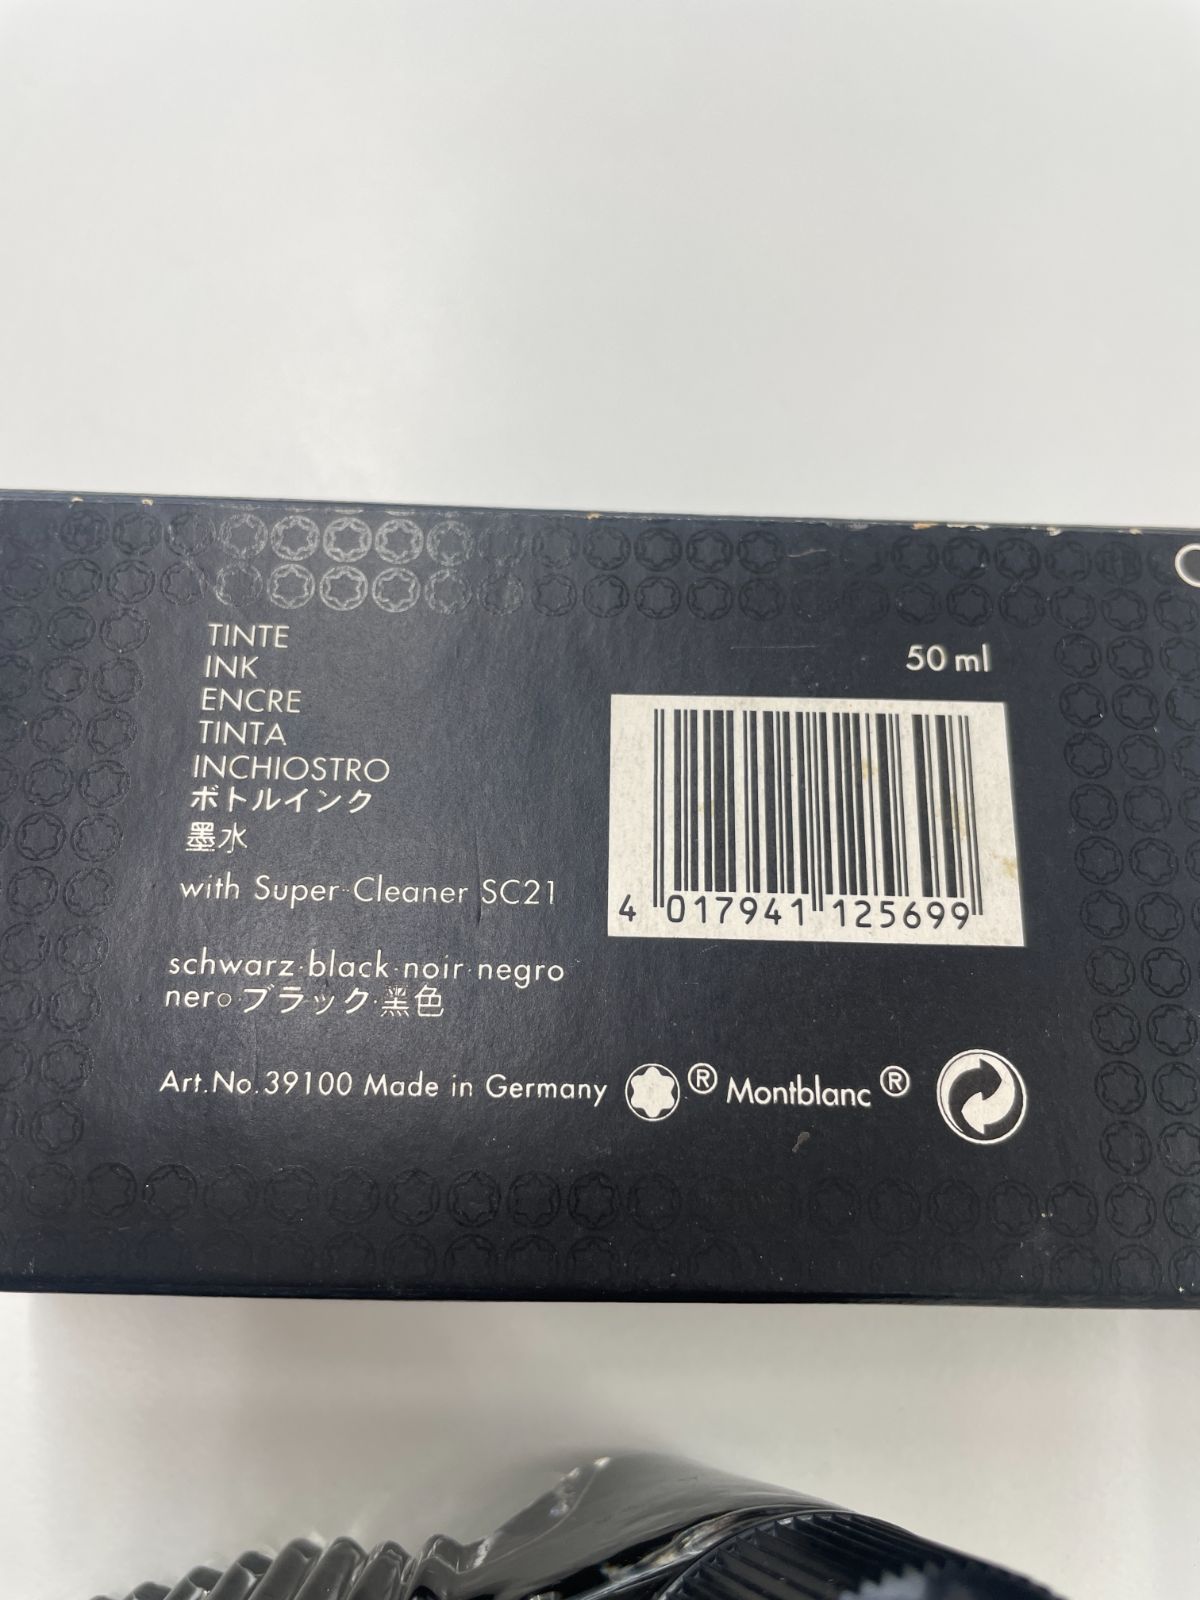 TINTE
INK
ENCRE
TINTA
INCHIOSTRO
ボトルインク
墨水
with Super Cleaner SC21
schwarz·black·noir·negro
nero·ブラック·黑色
50 ml
4 017941 125699
Art.No.39100 Made in Germany ® Montblanc ®